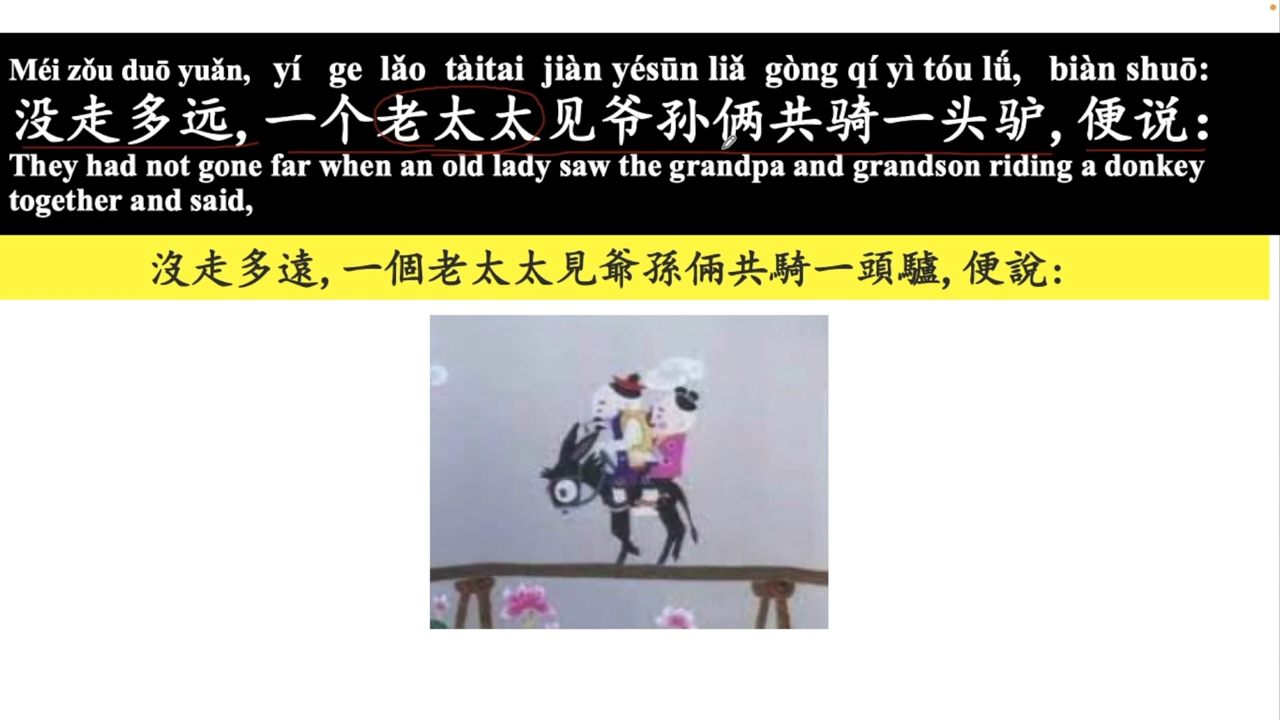 Méi zǒu duō yuǎn, yí ge lǎo tàitai jiàn yésūn liǎ gòng qí yì tóu lǘ, biàn shuō:
没走多远,一个老太太见爷孙俩共骑一头驴,便说:
They had not gone far when an old lady saw the grandpa and grandson riding a donkey
together and said,
沒走多遠,一個老太太見爺孫倆共騎一頭驢,便說: